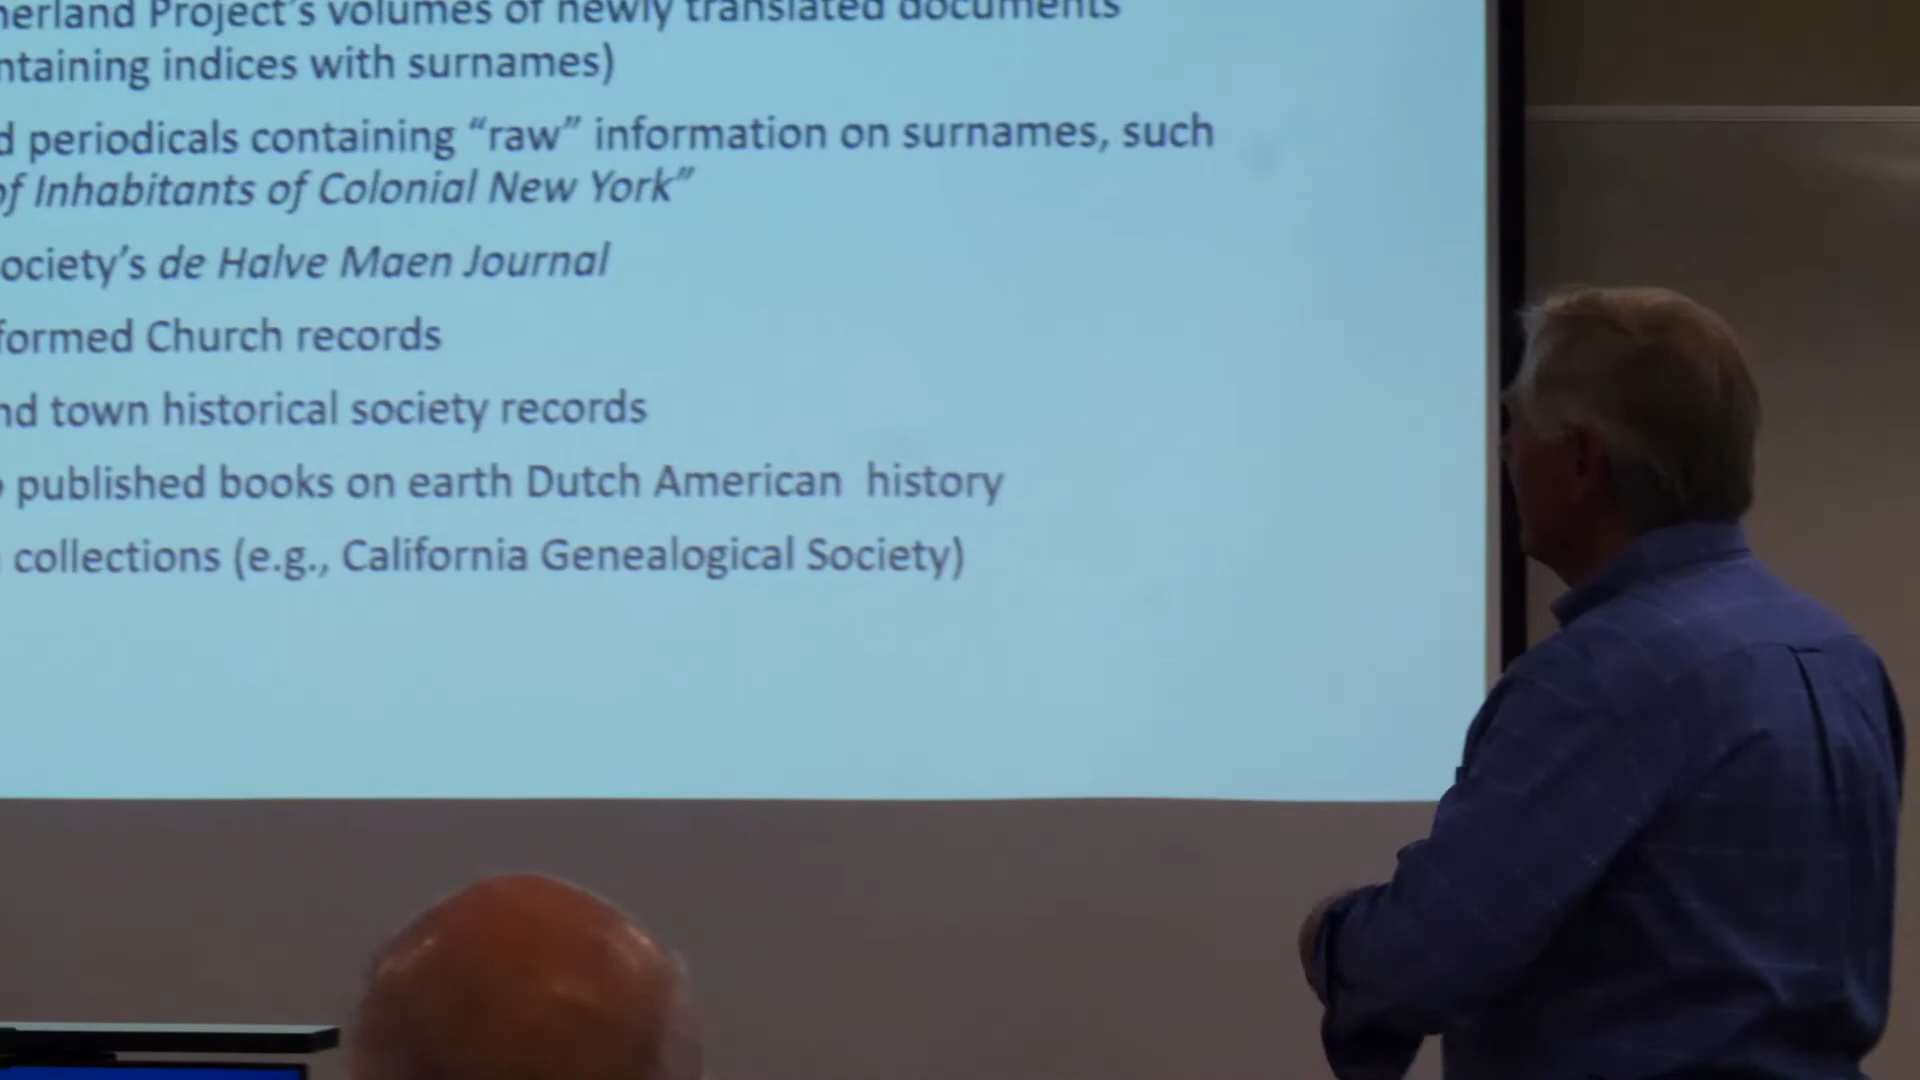 herland Project's volumes of newly translated documents
ntaining indices with surnames)
d periodicals containing “raw” information on surnames, such
of Inhabitants of Colonial New York”
ociety's de Halve Maen Journal
formed Church records
nd town historical society records
published books on earth Dutch American history
collections (e.g., California Genealogical Society)